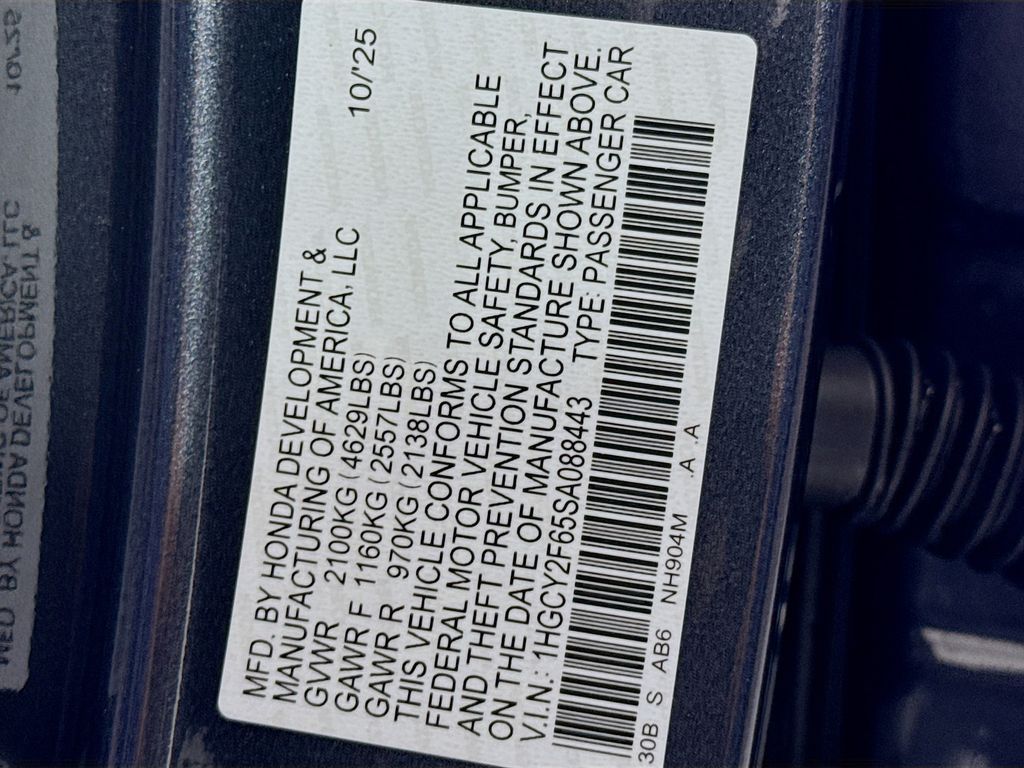 MFD. BY HONDA DEVELOPMENT &
MANUFACTURING OF AMERICA, LLC
10/'25
GVWR 2100KG (4629LBS)
GAWR F 1160KG (2557LBS)
GAWR R 970KG (2138LBS)
THIS VEHICLE CONFORMS TO ALL APPLICABLE
FEDERAL MOTOR VEHICLE SAFETY, BUMPER,
AND THEFT PREVENTION STANDARDS IN EFFECT
ON THE DATE OF MANUFACTURE SHOWN ABOVE.
V.I.N.: 1HGCY2F65SA088443 TYPE: PASSENGER CAR
30B S AB6 NH904M .A .A